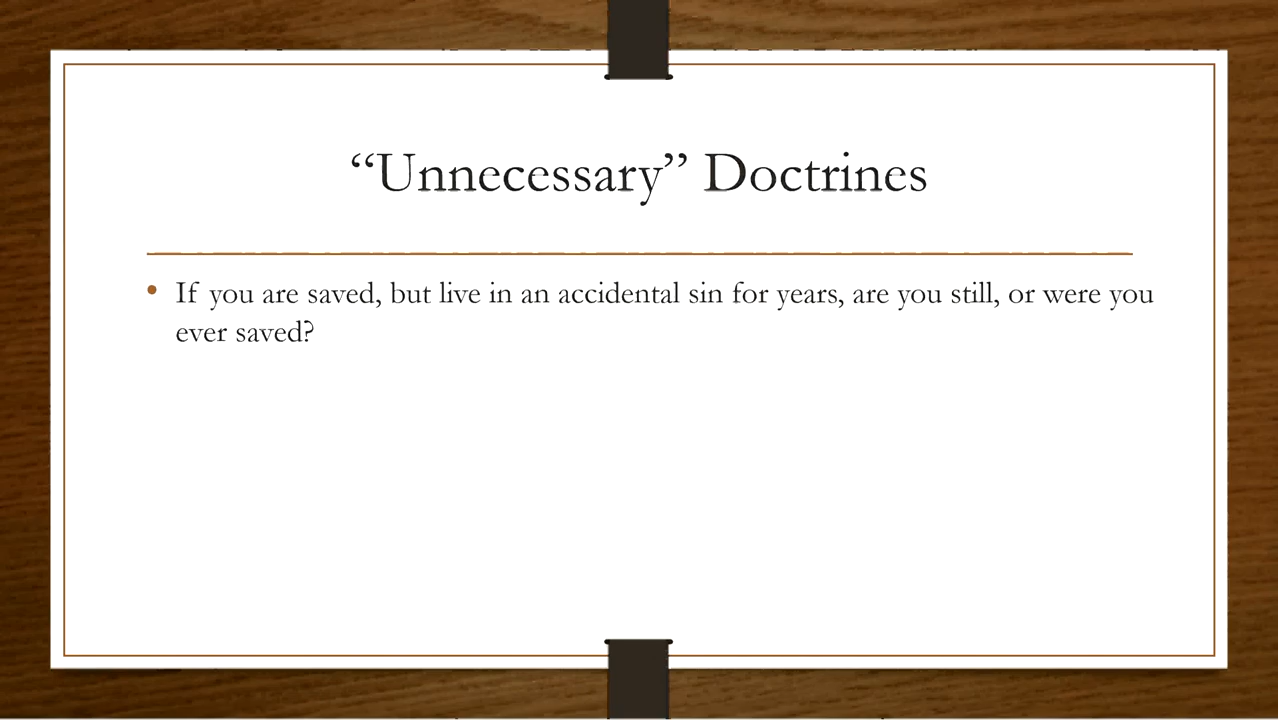 “Unnecessary” Doctrines
• If you are saved, but live in an accidental sin for years, are you still, or were you
ever saved?